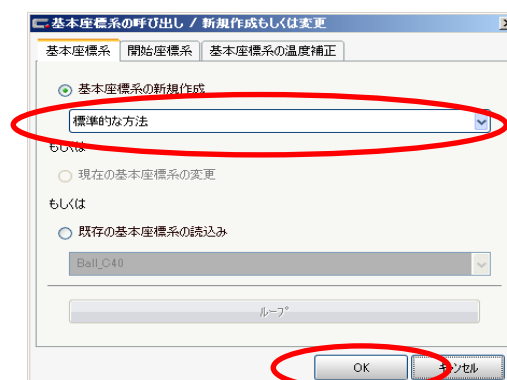 基本座標系の呼び出し / 新規作成もしくは変更
基本座標系 開始座標系 基本座標系の温度補正
基本座標系の新規作成
標準的な方法
もしくは
現在の基本座標系の変更
もしくは
既存の基本座標系の読込み
Ball_C40
ループ
OK キャンセル